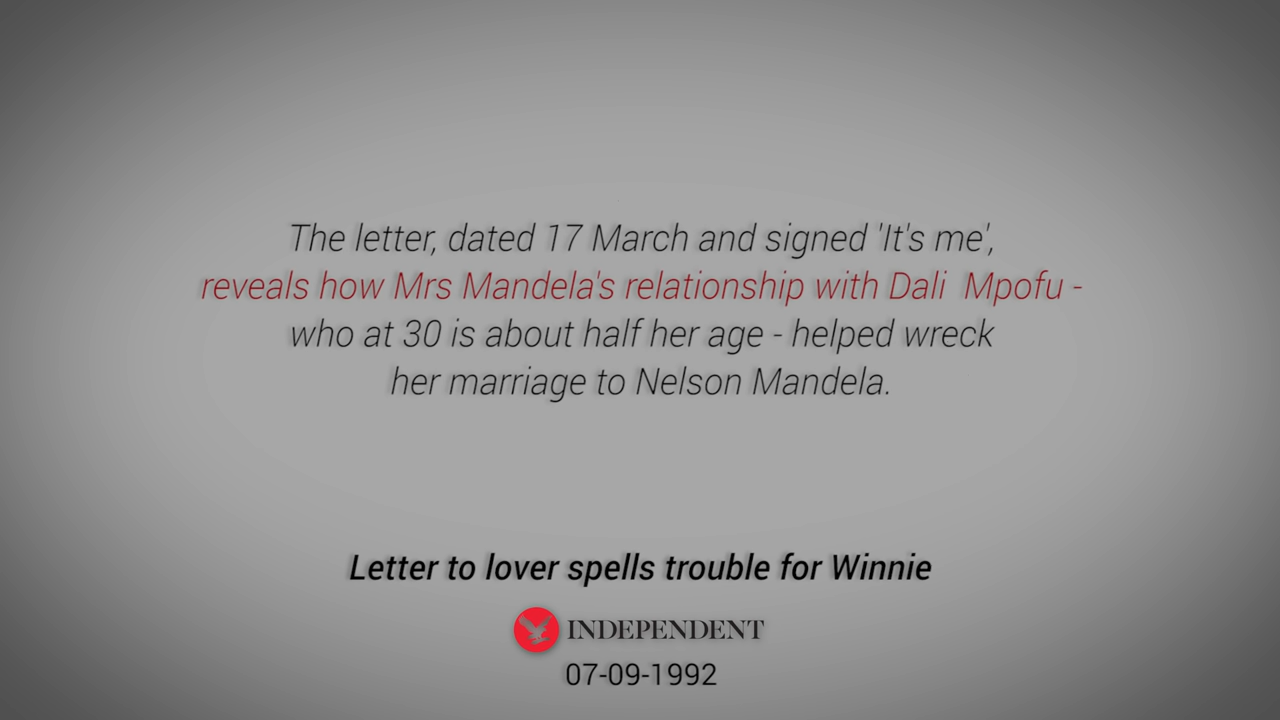 The letter, dated 17 March and signed 'It's me',
reveals how Mrs Mandela's relationship with Dali  Mpofu -
who at 30 is about half her age - helped wreck
her marriage to Nelson Mandela.
Letter to lover spells trouble for Winnie
INDEPENDENT
07-09-1992